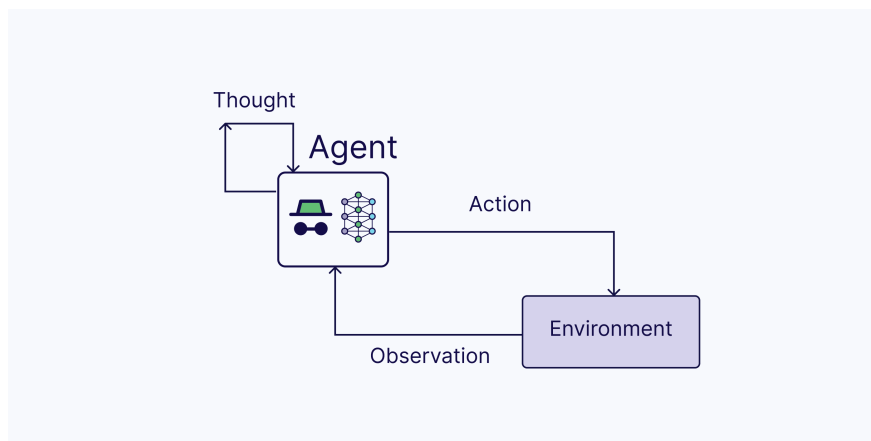 Thought
Agent
Action
Environment
Observation